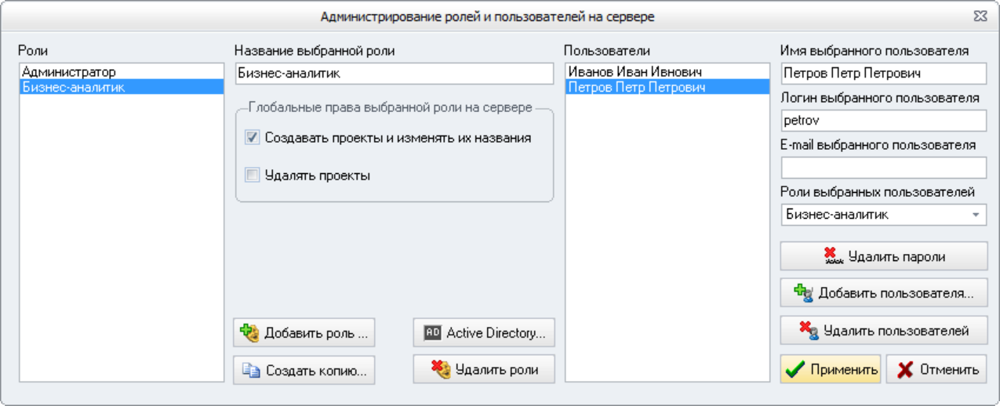 Администрирование ролей и пользователей на сервере
Роли
Администратор
Бизнес-аналитик
Название выбранной роли
Бизнес-аналитик
Глобальные права выбранной роли на сервере
Создавать проекты и изменять их названия
Удалять проекты
Добавить роль ...
Active Directory...
Создать копию...
Удалить роли
Пользователи
Иванов Иван Ивнович
Петров Петр Петрович
Имя выбранного пользователя
Петров Петр Петрович
Логин выбранного пользователя
petrov
E-mail выбранного пользователя
Роли выбранных пользователей
Бизнес-аналитик
Удалить пароли
Добавить пользователя...
Удалить пользователей
Применить
Отменить